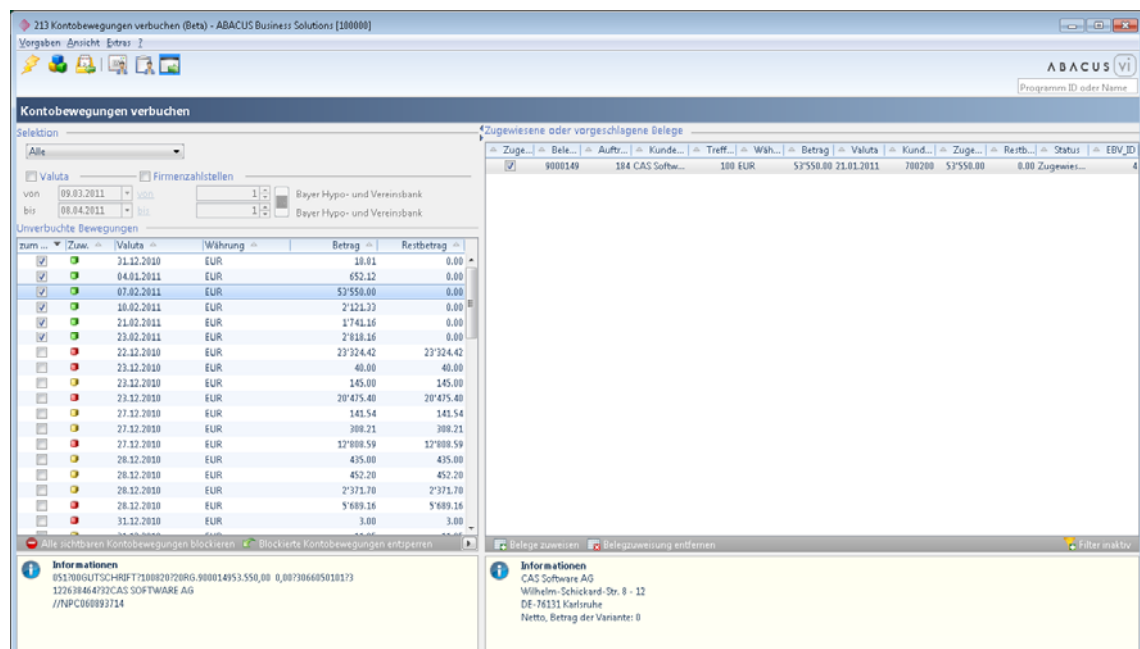 213 Kontobewegungen verbuchen (Beta) - ABACUS Business Solutions [100000]
Vorgaben Ansicht Extras ?
ABACUS vi
Programm ID oder Name
Kontobewegungen verbuchen
Selektion
Alle
Valuta Firmenzahlstellen
von 09.03.2011 von 1 Bayer Hypo- und Vereinsbank
bis 08.04.2011 bis 1 Bayer Hypo- und Vereinsbank
Unverbuchte Bewegungen
zum ... Zuw. Valuta Währung Betrag Restbetrag
31.12.2010 EUR 18.81 0.00
04.01.2011 EUR 652.12 0.00
07.02.2011 EUR 53'550.00 0.00
10.02.2011 EUR 2'121.33 0.00
21.02.2011 EUR 1'741.16 0.00
23.02.2011 EUR 2'818.16 0.00
22.12.2010 EUR 23'324.42 23'324.42
23.12.2010 EUR 40.00 40.00
23.12.2010 EUR 145.00 145.00
23.12.2010 EUR 20'475.40 20'475.40
27.12.2010 EUR 141.54 141.54
27.12.2010 EUR 308.21 308.21
27.12.2010 EUR 12'808.59 12'808.59
28.12.2010 EUR 435.00 435.00
28.12.2010 EUR 452.20 452.20
28.12.2010 EUR 2'371.70 2'371.70
28.12.2010 EUR 5'689.16 5'689.16
31.12.2010 EUR 3.00 3.00
Alle sichtbaren Kontobewegungen blockieren Blockierte Kontobewegungen entsperren
Informationen
051?00GUTSCHRIFT?100820?20RG.900014953.550,00 0,00?3066050101?3
122638464?32CAS SOFTWARE AG
//NPC060893714
Zugewiesene oder vorgeschlagene Belege
Zuge... Bele... Auftr... Kunde... Treff... Wäh... Betrag Valuta Kund... Zuge... Restb... Status EBV_ID
9000149 184 CAS Softw... 100 EUR 53'550.00 21.01.2011 700200 53'550.00 0.00 Zugewies... 4
Belege zuweisen Belegzuweisung entfernen Filter inaktiv
Informationen
CAS Software AG
Wilhelm-Schickard-Str. 8 - 12
DE-76131 Karlsruhe
Netto, Betrag der Variante: 0